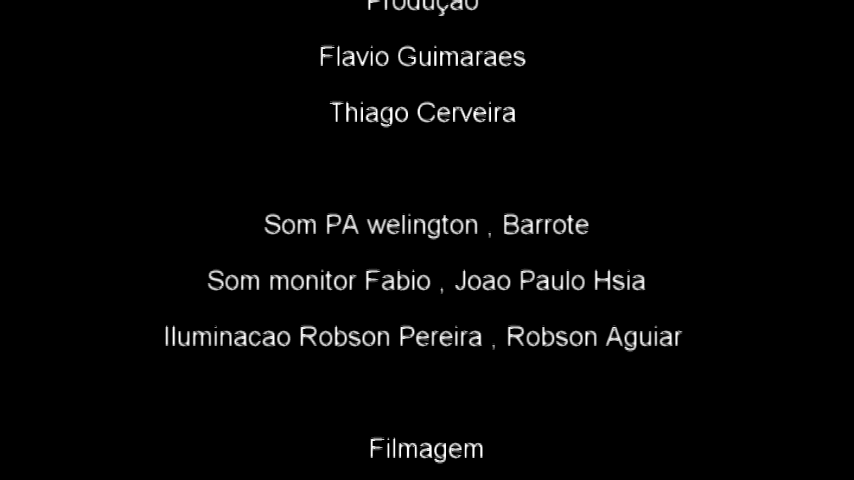 Produção
Flavio Guimaraes
Thiago Cerveira
Som PA welington , Barrote
Som monitor Fabio , Joao Paulo Hsia
Iluminacao Robson Pereira , Robson Aguiar
Filmagem